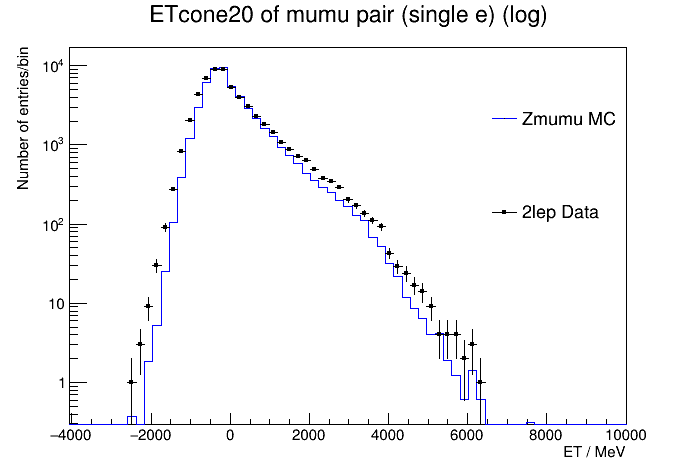 ETcone20 of mumu pair (single e) (log)
Number of entries/bin
10⁴
10³
10²
10
1
Zmumu MC
2lep Data
−4000 −2000 0 2000 4000 6000 8000 10000
ET / MeV